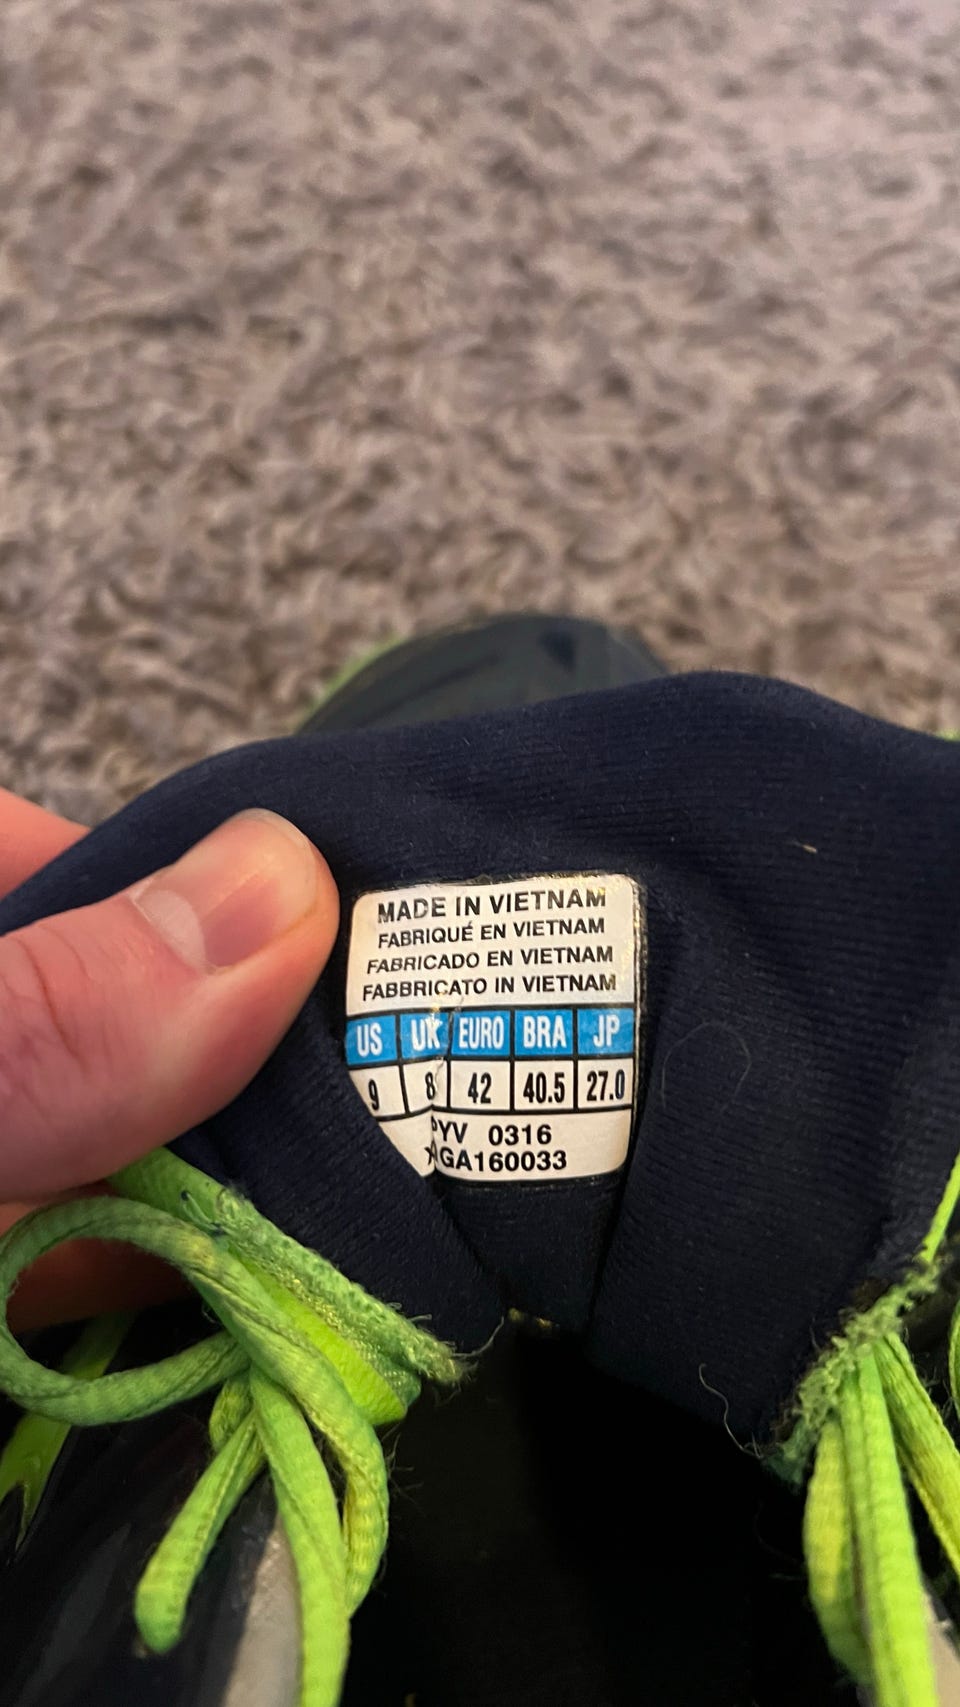 MADE IN VIETNAM
FABRIQUÉ EN VIETNAM
FABRICADO EN VIETNAM
FABBRICATO IN VIETNAM
US UK EURO BRA JP
9 8 42 40.5 27.0
PYV 0316